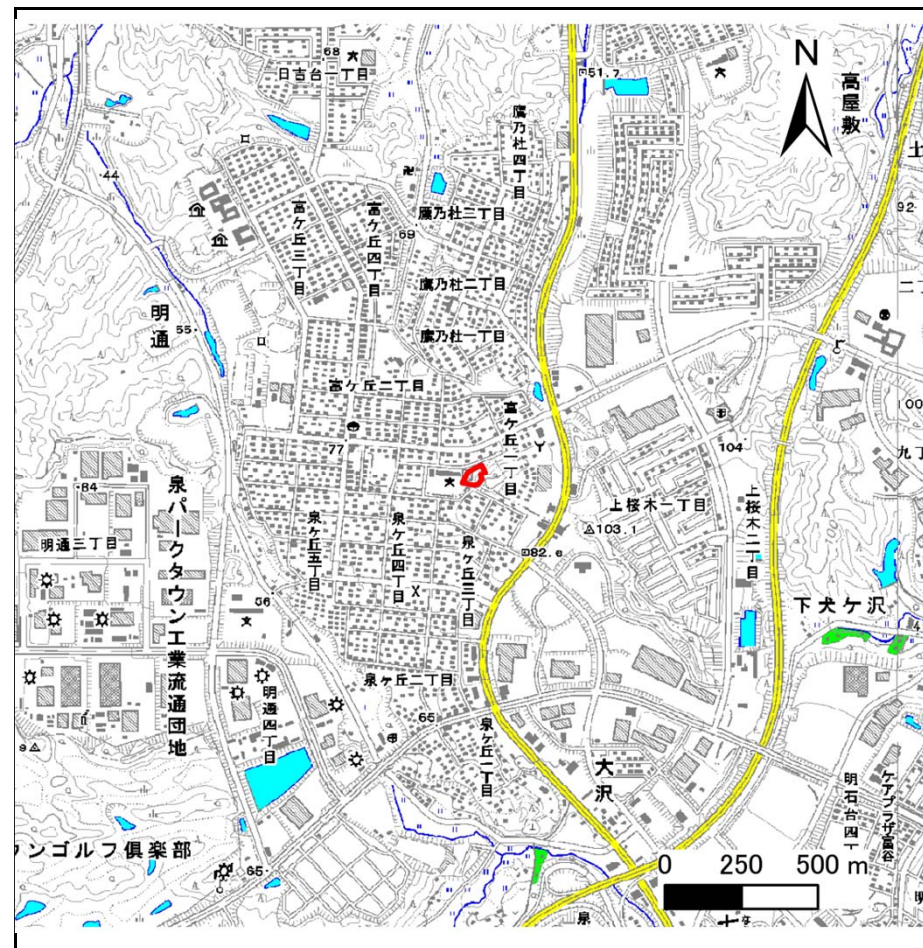 N
高屋敷
68
日吉台一丁目
51.7
鷹乃杜四丁目
土
44
92
富ケ丘三丁目
富ケ丘四丁目
鷹乃杜三丁目
69
鷹乃杜二丁目
鷹乃杜一丁目
明通
55
二丁
富ケ丘二丁目
富ケ丘一丁目
100
77
104
九丁
84
泉パークタウン工業流通団地
明通三丁目
泉ケ丘五丁目
泉ケ丘四丁目
泉ケ丘三丁目
上桜木一丁目
103.1
上桜木二丁目
82.6
56
下犬ケ沢
4
泉ケ丘二丁目
明通四丁目
65
泉ケ丘一丁目
大沢
明石台四丁
ケアプラザ富谷
ウンゴルフ倶楽部
65
0 250 500 m
泉